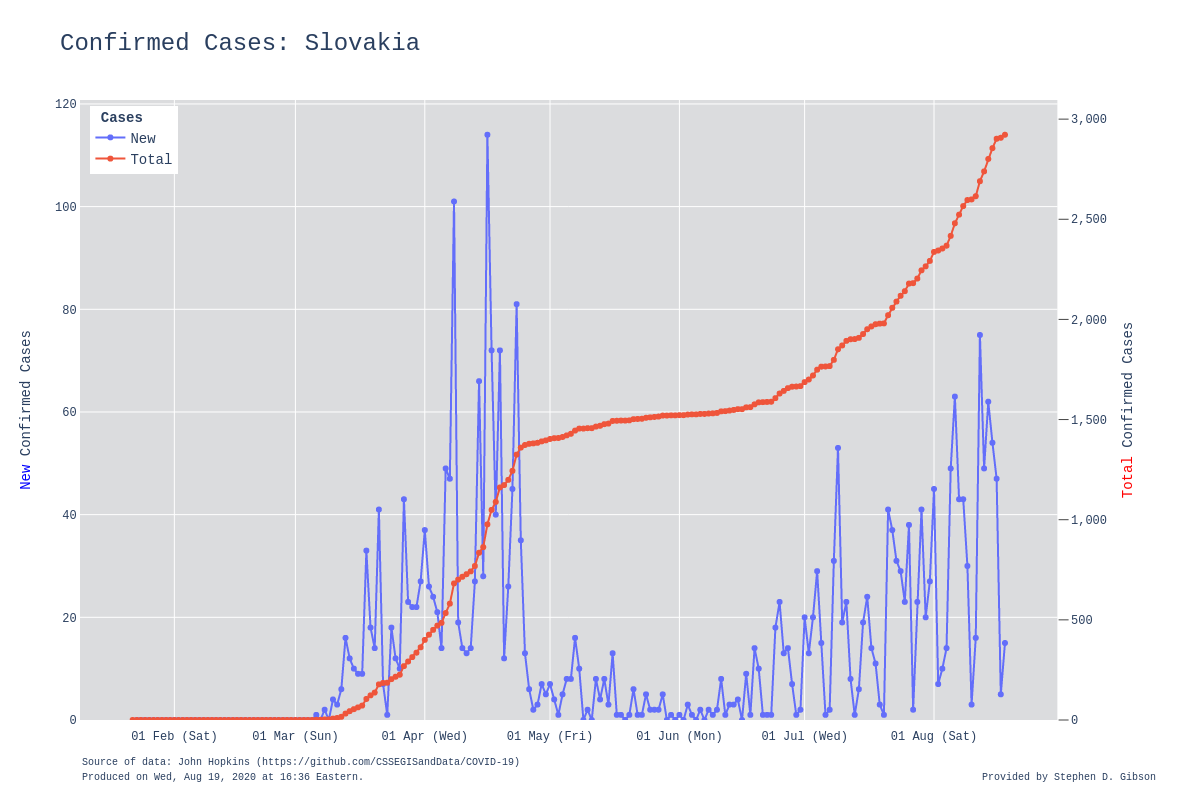 Confirmed Cases: Slovakia
Cases
New
Total
120
100
80
60
40
20
0
New Confirmed Cases
3,000
2,500
2,000
1,500
1,000
500
0
Total Confirmed Cases
01 Feb (Sat) 01 Mar (Sun) 01 Apr (Wed) 01 May (Fri) 01 Jun (Mon) 01 Jul (Wed) 01 Aug (Sat)
Source of data: John Hopkins (https://github.com/CSSEGISandData/COVID-19)
Produced on Wed, Aug 19, 2020 at 16:36 Eastern.
Provided by Stephen D. Gibson